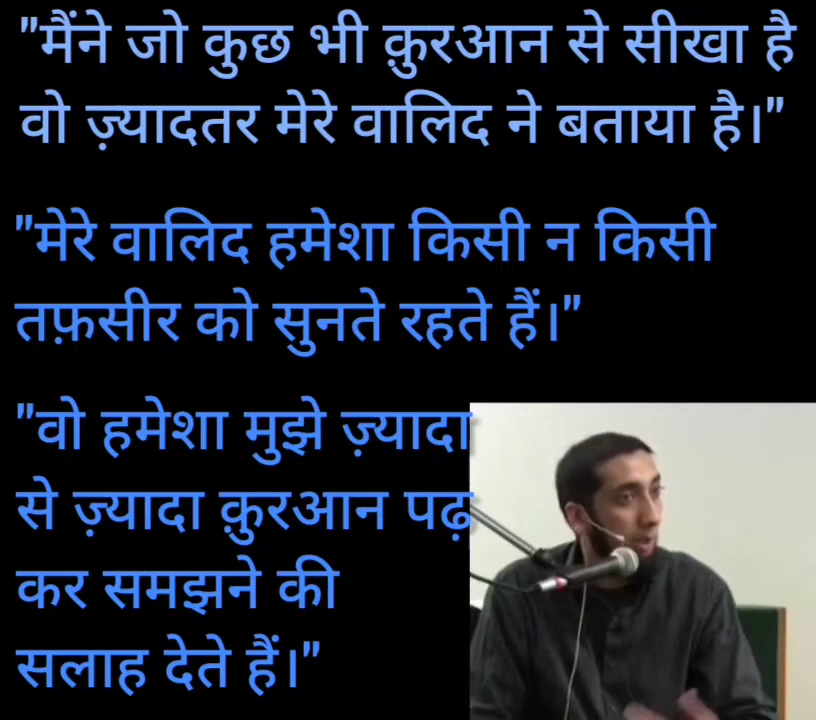 "मैंने जो कुछ भी क़ुरआन से सीखा है
वो ज़्यादतर मेरे वालिद ने बताया है।"
"मेरे वालिद हमेशा किसी न किसी
तफ़सीर को सुनते रहते हैं।"
"वो हमेशा मुझे ज़्यादा
से ज़्यादा क़ुरआन पढ़
कर समझने की
सलाह देते हैं।"